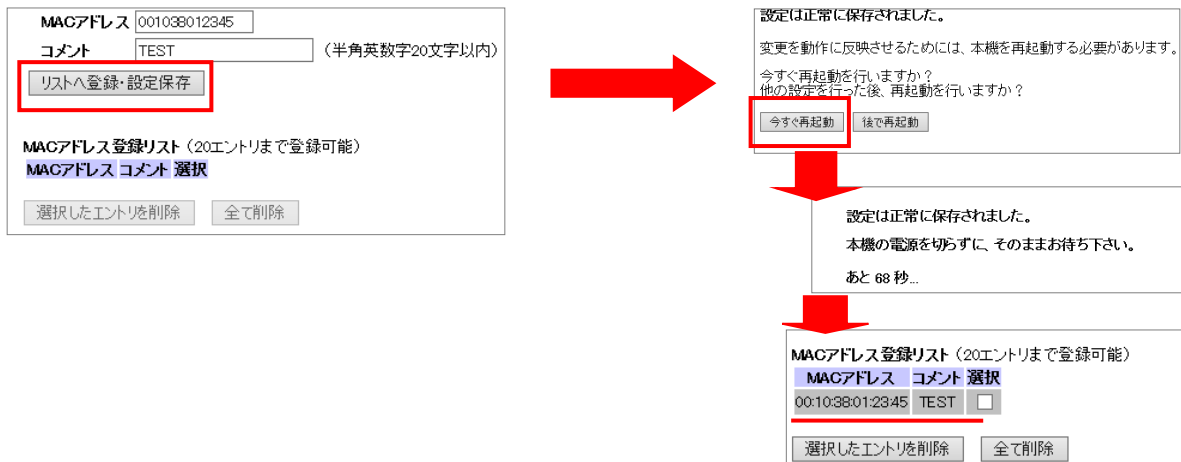 MACアドレス 001038012345
コメント TEST (半角英数字20文字以内)
リストへ登録・設定保存
MACアドレス登録リスト (20エントリまで登録可能)
MACアドレス コメント 選択
選択したエントリを削除 全て削除
設定は正常に保存されました。
変更を動作に反映させるためには、本機を再起動する必要があります。
今すぐ再起動を行いますか?
他の設定を行った後、再起動を行いますか?
今すぐ再起動 後で再起動
設定は正常に保存されました。
本機の電源を切らずに、そのままお待ち下さい。
あと 68 秒...
MACアドレス登録リスト (20エントリまで登録可能)
MACアドレス コメント 選択
00:10:38:01:23:45 TEST
選択したエントリを削除 全て削除